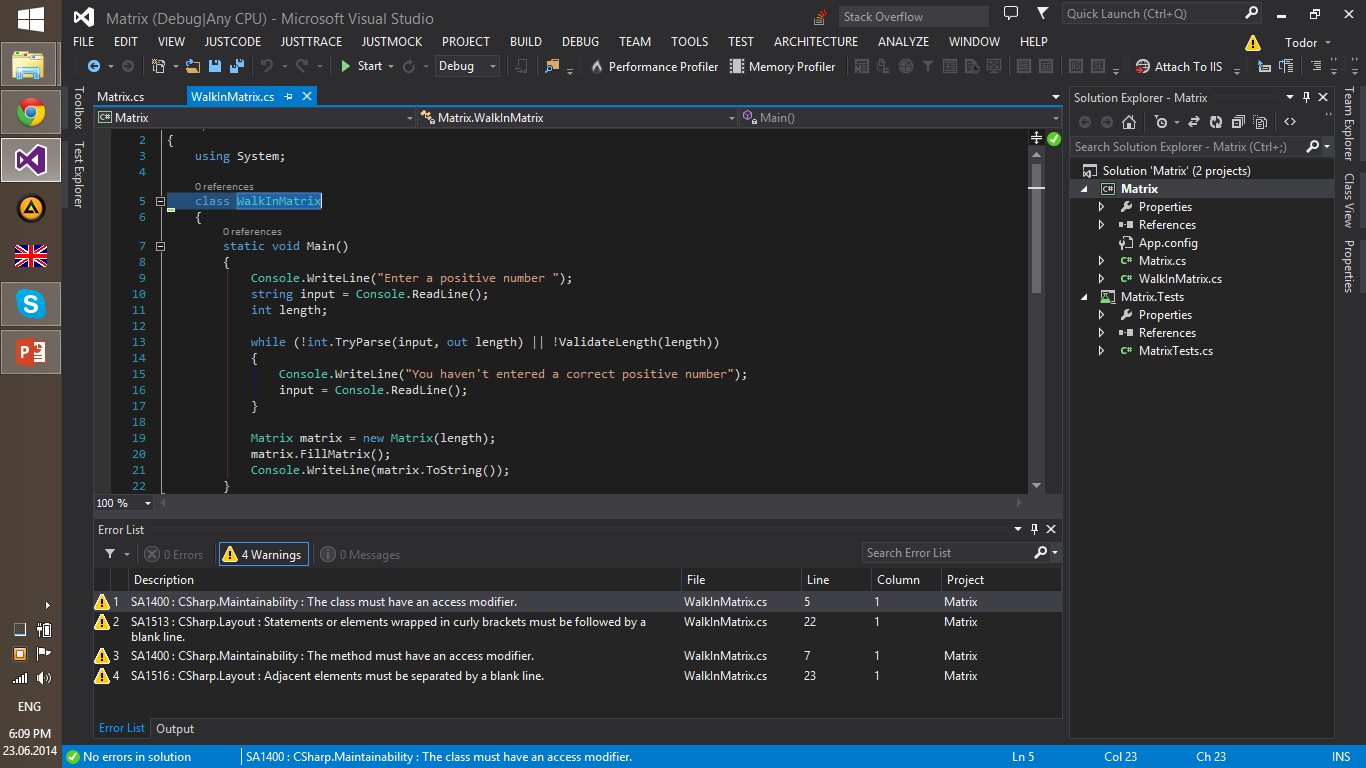 Matrix (Debug|Any CPU) - Microsoft Visual Studio
Stack Overflow
Quick Launch (Ctrl+Q)
FILE EDIT VIEW JUSTCODE JUSTTRACE JUSTMOCK PROJECT BUILD DEBUG TEAM TOOLS TEST ARCHITECTURE ANALYZE WINDOW HELP
Todor
Start Debug Performance Profiler Memory Profiler Attach To IIS
Toolbox
Test Explorer
Matrix.cs WalkInMatrix.cs
C# Matrix Matrix.WalkInMatrix Main()
2 {
3 using System;
4
0 references
5 class WalkInMatrix
6 {
0 references
7 static void Main()
8 {
9 Console.WriteLine("Enter a positive number ");
10 string input = Console.ReadLine();
11 int length;
12
13 while (!int.TryParse(input, out length) || !ValidateLength(length))
14 {
15 Console.WriteLine("You haven't entered a correct positive number");
16 input = Console.ReadLine();
17 }
18
19 Matrix matrix = new Matrix(length);
20 matrix.FillMatrix();
21 Console.WriteLine(matrix.ToString());
22 }
100 %
Error List
0 Errors 4 Warnings 0 Messages
Search Error List
Description File Line Column Project
1 SA1400 : CSharp.Maintainability : The class must have an access modifier. WalkInMatrix.cs 5 1 Matrix
2 SA1513 : CSharp.Layout : Statements or elements wrapped in curly brackets must be followed by a WalkInMatrix.cs 22 1 Matrix
blank line.
3 SA1400 : CSharp.Maintainability : The method must have an access modifier. WalkInMatrix.cs 7 1 Matrix
4 SA1516 : CSharp.Layout : Adjacent elements must be separated by a blank line. WalkInMatrix.cs 23 1 Matrix
Error List Output
Solution Explorer - Matrix
Search Solution Explorer - Matrix (Ctrl+;)
Solution 'Matrix' (2 projects)
C# Matrix
Properties
References
App.config
C# Matrix.cs
C# WalkInMatrix.cs
Matrix.Tests
Properties
References
C# MatrixTests.cs
Team Explorer
Class View
Properties
ENG
6:09 PM
23.06.2014
No errors in solution SA1400 : CSharp.Maintainability : The class must have an access modifier. Ln 5 Col 23 Ch 23 INS